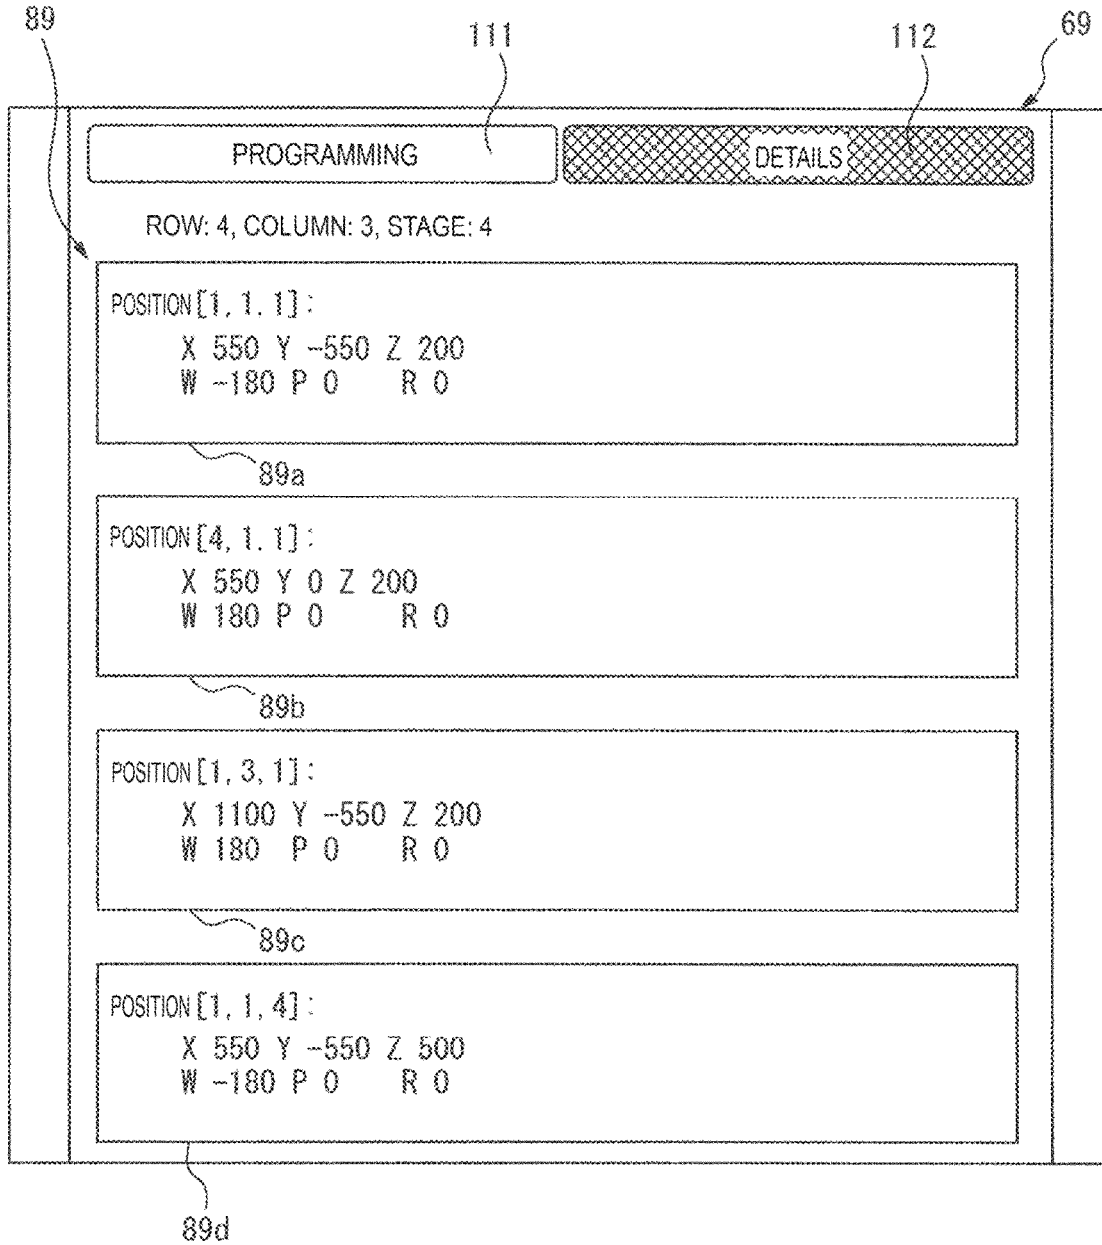 89
111
112
69
PROGRAMMING
DETAILS
ROW: 4, COLUMN: 3, STAGE: 4
POSITION[1, 1. 1]:
X 550 Y -550 Z 200
W -180 P 0 R 0
89a
POSITION[4, 1. 1]:
X 550 Y 0 Z 200
W 180 P 0 R 0
89b
POSITION[1, 3, 1]:
X 1100 Y -550 Z 200
W 180 P 0 R 0
89c
POSITION[1, 1, 4]:
X 550 Y -550 Z 500
W -180 P 0 R 0
89d